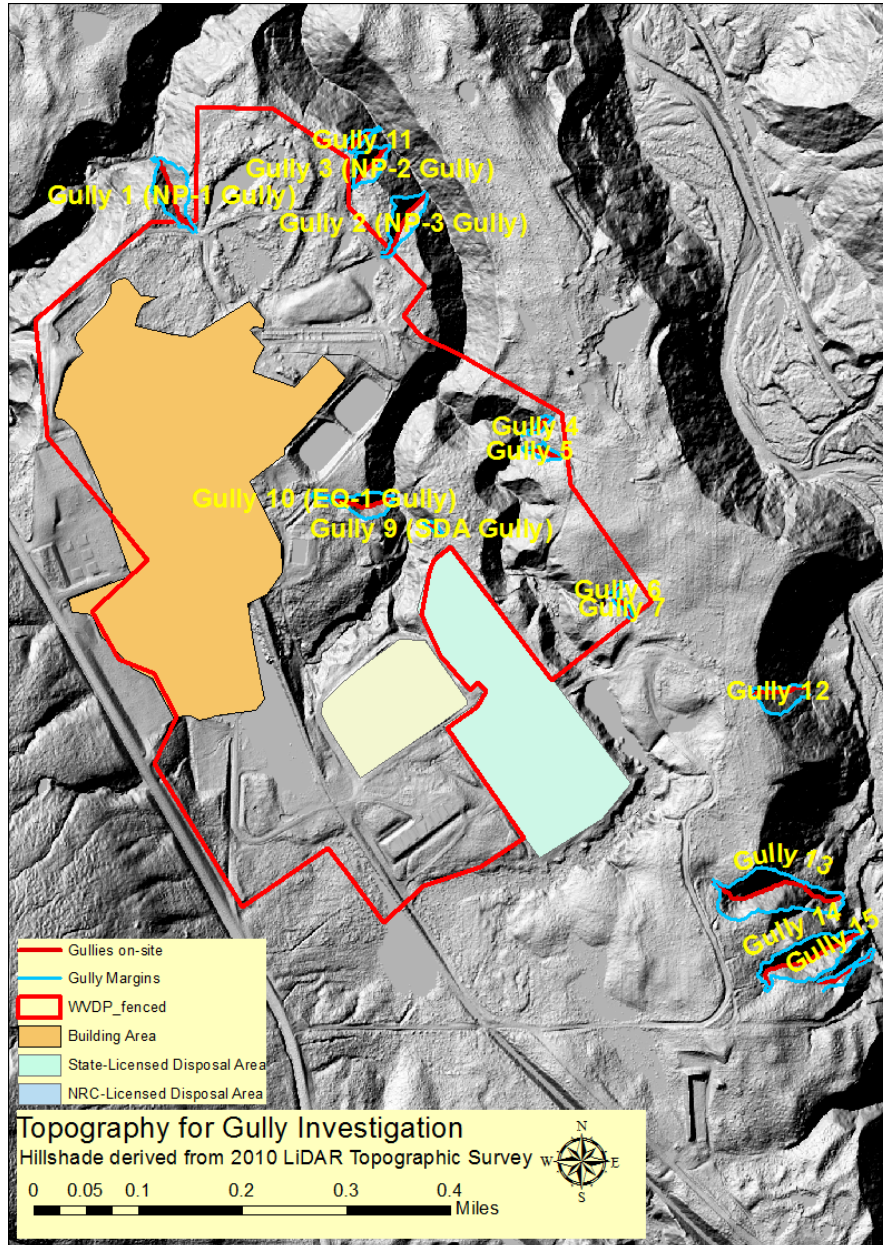 Gully 11
Gully 3 (NP-2 Gully)
Gully 1 (NP-1 Gully)
Gully 2 (NP-3 Gully)
Gully 4
Gully 5
Gully 10 (EQ-1 Gully)
Gully 9 (SDA Gully)
Gully 6
Gully 7
Gully 12
Gully 13
Gully 14
Gully 15
Gullies on-site
Gully Margins
WVDP_fenced
Building Area
State-Licensed Disposal Area
NRC-Licensed Disposal Area
Topography for Gully Investigation
Hillshade derived from 2010 LiDAR Topographic Survey
N
W E
S
0 0.05 0.1 0.2 0.3 0.4
Miles